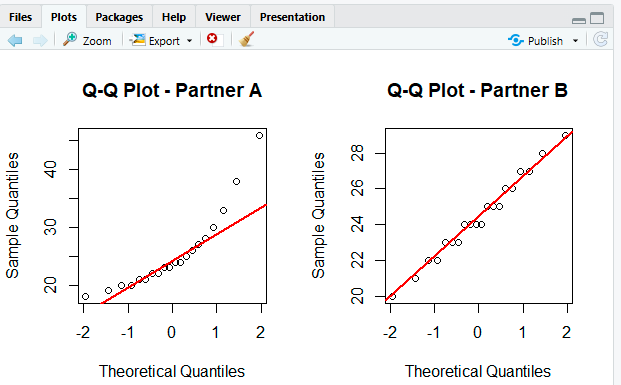 Files Plots Packages Help Viewer Presentation
Zoom Export Publish
Q-Q Plot - Partner A
Sample Quantiles
40
30
20
-2 -1 0 1 2
Theoretical Quantiles
Q-Q Plot - Partner B
Sample Quantiles
28
26
24
22
20
-2 -1 0 1 2
Theoretical Quantiles